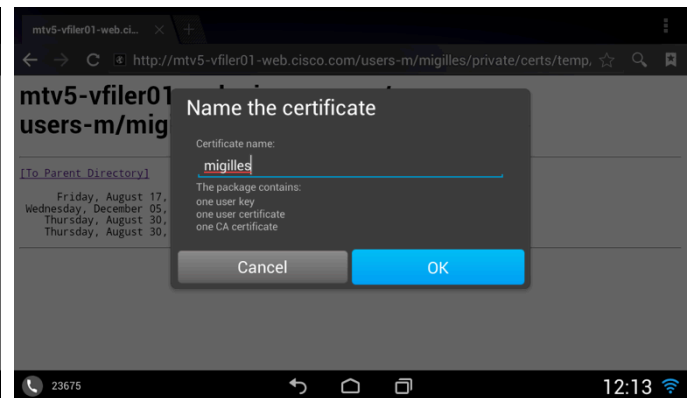 mtv5-vfiler01-web.ci...
http://mtv5-vfiler01-web.cisco.com/users-m/migilles/private/certs/temp,
mtv5-vfiler01
users-m/mig
[To Parent Directory]
Friday, August 17,
Wednesday, December 05,
Thursday, August 30,
Thursday, August 30,
Name the certificate
Certificate name:
migilles
The package contains:
one user key
one user certificate
one CA certificate
Cancel OK
23675 12:13